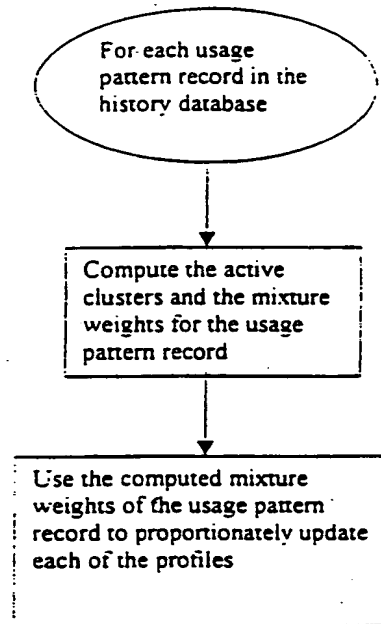 For each usage
pattern record in the
history database
Compute the active
clusters and the mixture
weights for the usage
pattern record
Use the computed mixture
weights of the usage pattern
record to proportionately update
each of the profiles